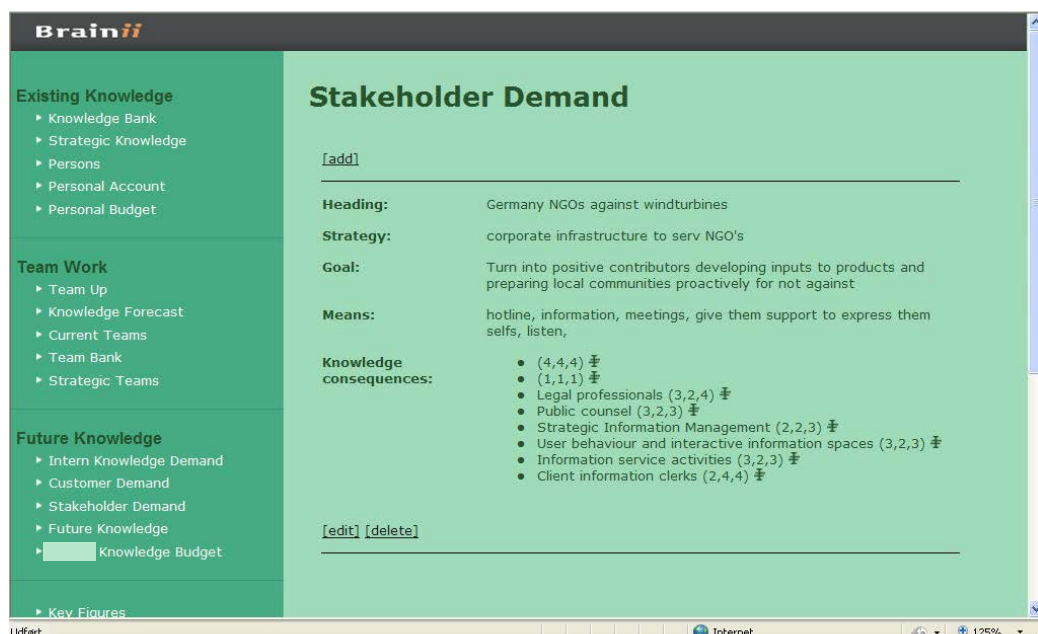 Brainii
Existing Knowledge
Knowledge Bank
Strategic Knowledge
Persons
Personal Account
Personal Budget
Team Work
Team Up
Knowledge Forecast
Current Teams
Team Bank
Strategic Teams
Future Knowledge
Intern Knowledge Demand
Customer Demand
Stakeholder Demand
Future Knowledge
Knowledge Budget
Key Figures
Stakeholder Demand
[add]
Heading: Germany NGOs against windturbines
Strategy: corporate infrastructure to serv NGO's
Goal: Turn into positive contributors developing inputs to products and
preparing local communities proactively for not against
Means: hotline, information, meetings, give them support to express them
selfs, listen,
Knowledge
consequences:
• (4,4,4)
• (1,1,1)
• Legal professionals (3,2,4)
• Public counsel (3,2,3)
• Strategic Information Management (2,2,3)
• User behaviour and interactive information spaces (3,2,3)
• Information service activities (3,2,3)
• Client information clerks (2,4,4)
[edit] [delete]
Udført
Internet
125%